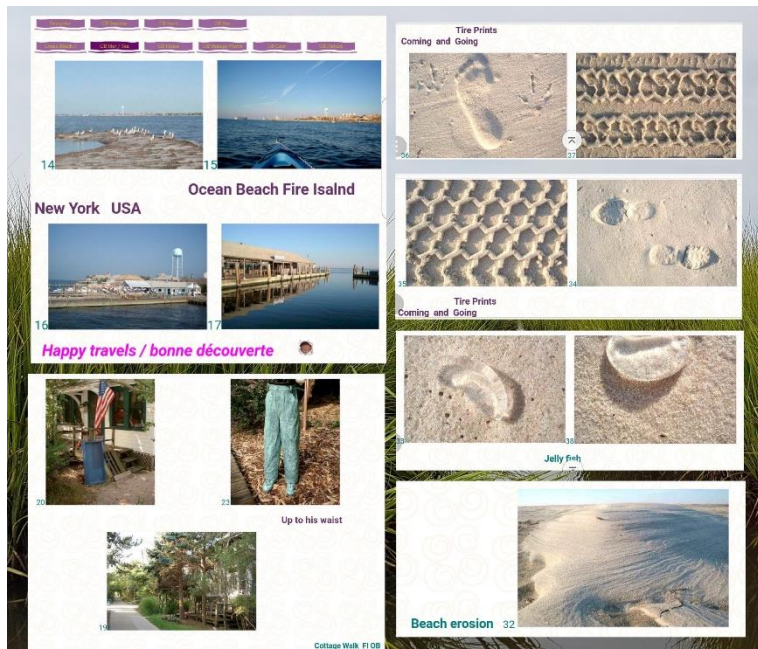 14
15
Ocean Beach Fire Isalnd
New York USA
16
17
Happy travels / bonne découverte
20
23
Up to his waist
19
Cottage Walk FI OB
Tire Prints
Coming and Going
36
37
35
34
Tire Prints
Coming and Going
33
38
Jelly fish
Beach erosion 32